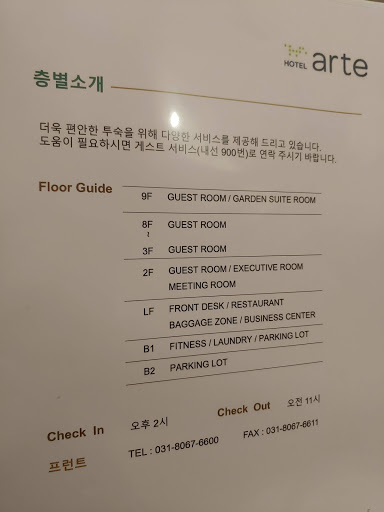 HOTEL arte
층별소개
더욱 편안한 투숙을 위해 다양한 서비스를 제공해 드리고 있습니다.
도움이 필요하시면 게스트 서비스(내선 900번)로 연락 주시기 바랍니다.
Floor Guide
9F GUEST ROOM / GARDEN SUITE ROOM
8F GUEST ROOM
~
3F GUEST ROOM
2F GUEST ROOM / EXECUTIVE ROOM
MEETING ROOM
LF FRONT DESK / RESTAURANT
BAGGAGE ZONE / BUSINESS CENTER
B1 FITNESS / LAUNDRY / PARKING LOT
B2 PARKING LOT
Check In 오후 2시 Check Out 오전 11시
프런트 TEL : 031-8067-6600 FAX : 031-8067-6611